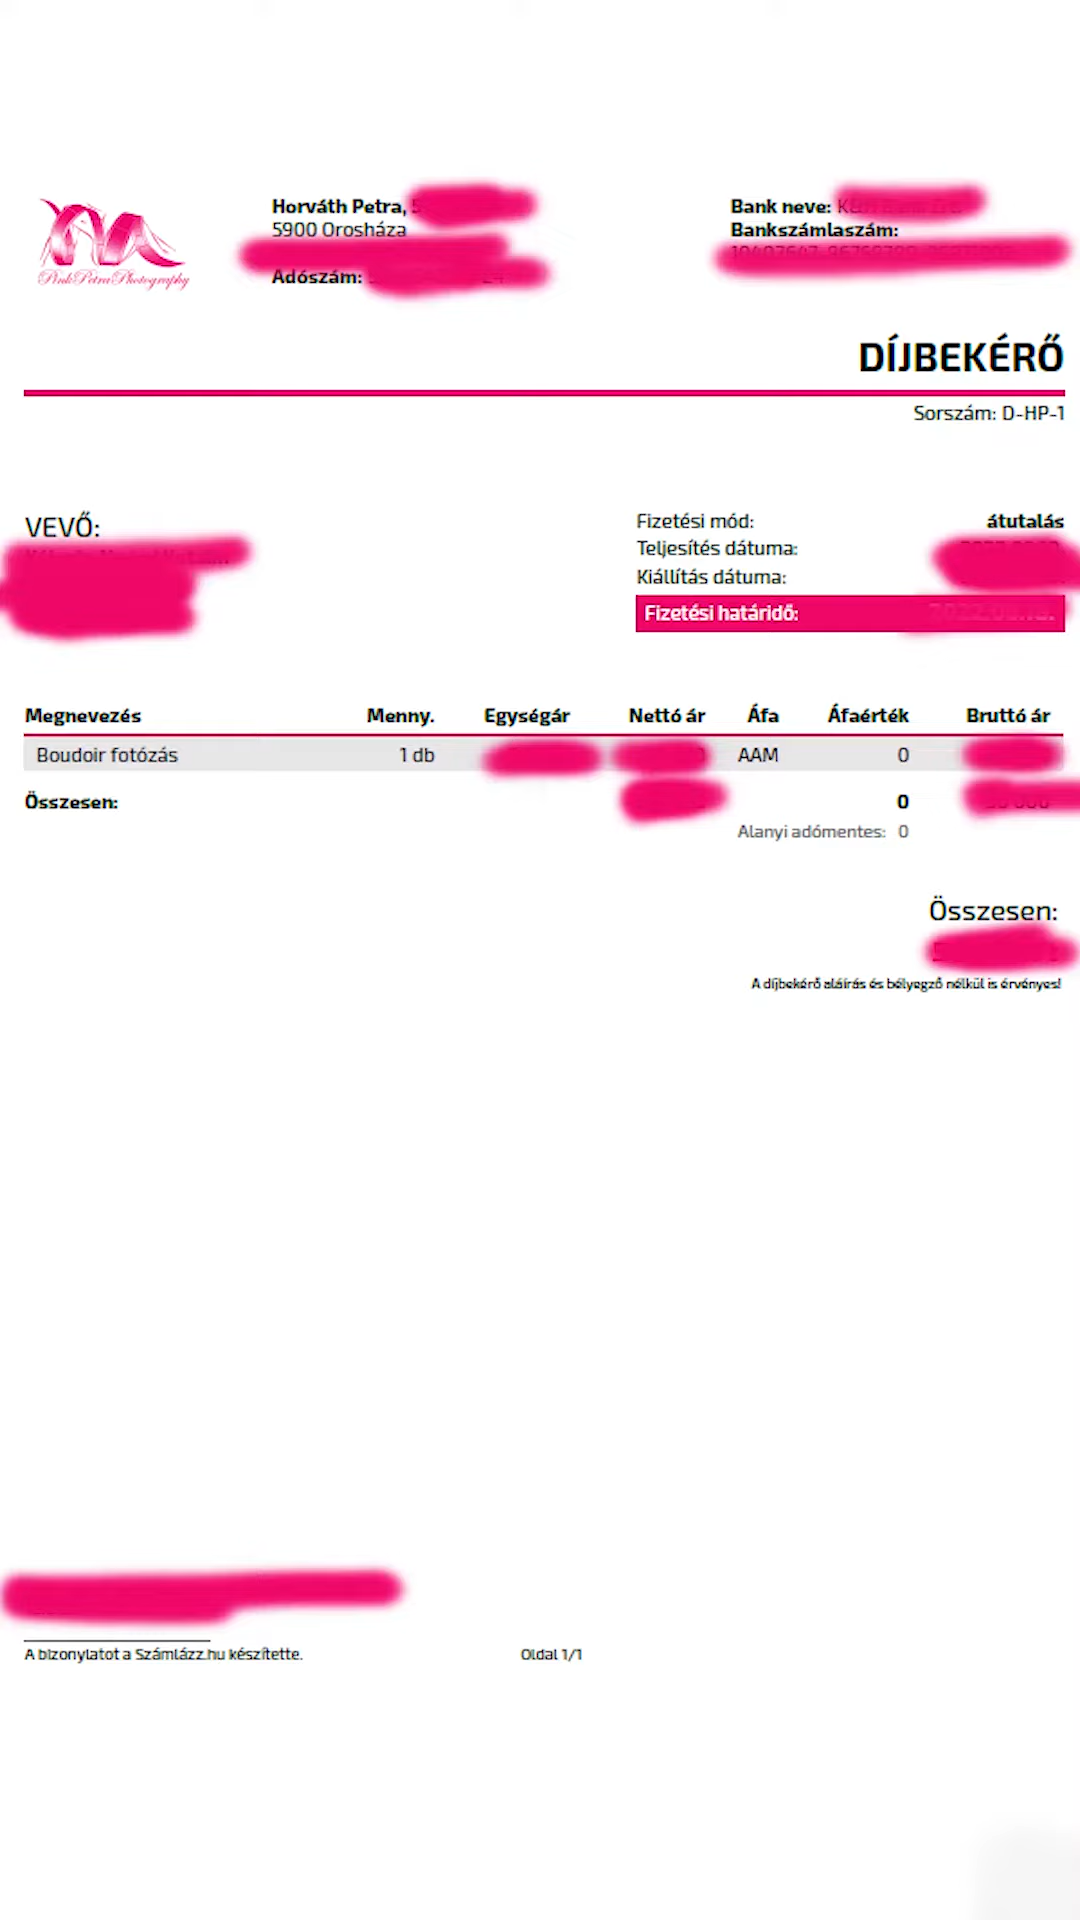 PinkPetraPhotography
Horváth Petra,
5900 Orosháza
Adószám:
Bank neve:
Bankszámlaszám:
DÍJBEKÉRŐ
Sorszám: D-HP-1
VEVŐ:
Fizetési mód: átutalás
Teljesítés dátuma:
Kiállítás dátuma:
Fizetési határidő:
Megnevezés Menny. Egységár Nettó ár Áfa Áfaérték Bruttó ár
Boudoir fotózás 1 db AAM 0
Összesen: 0
Alanyi adómentes: 0
Összesen:
A díjbekérő aláírás és bélyegző nélkül is érvényes!
A bizonylatot a Számlázz.hu készítette. Oldal 1/1